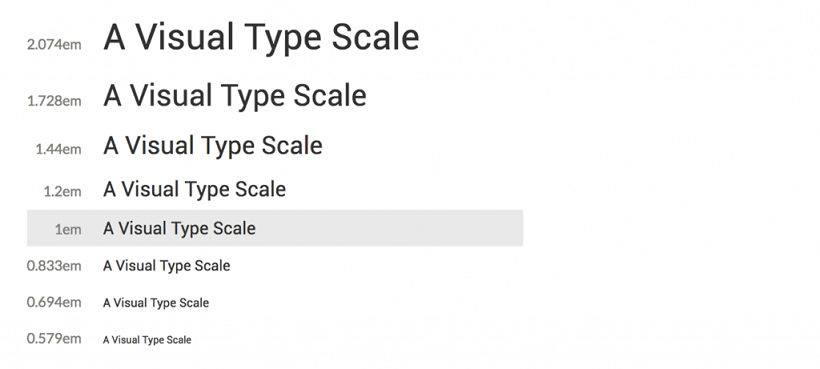 2.074em A Visual Type Scale
1.728em A Visual Type Scale
1.44em A Visual Type Scale
1.2em A Visual Type Scale
1em A Visual Type Scale
0.833em A Visual Type Scale
0.694em A Visual Type Scale
0.579em A Visual Type Scale